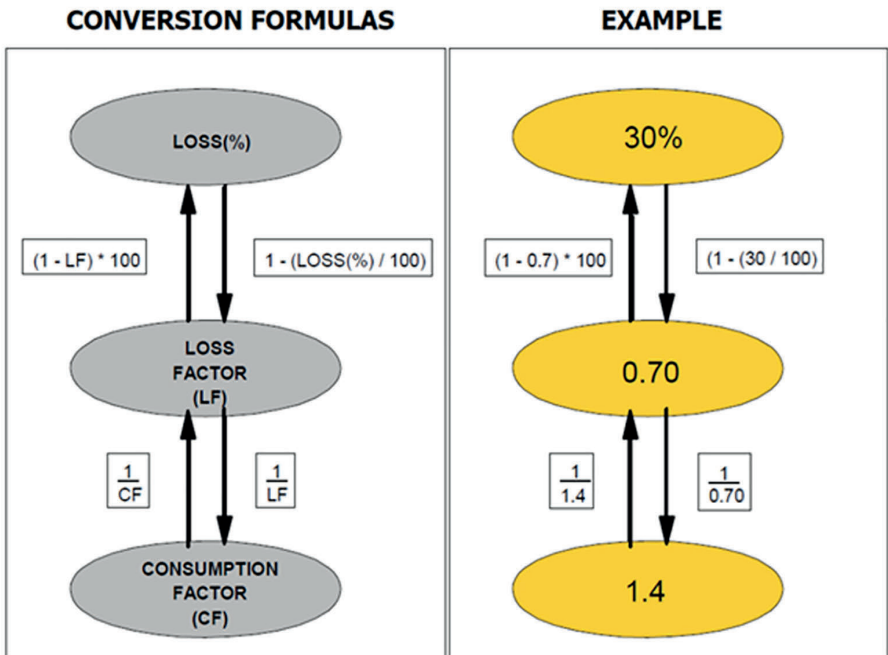 CONVERSION FORMULAS
LOSS(%)
(1 - LF) * 100
1 - (LOSS(%) / 100)
LOSS
FACTOR
(LF)
1
CF
1
LF
CONSUMPTION
FACTOR
(CF)
EXAMPLE
30%
(1 - 0.7) * 100
(1 - (30 / 100)
0.70
1
1.4
1
0.70
1.4